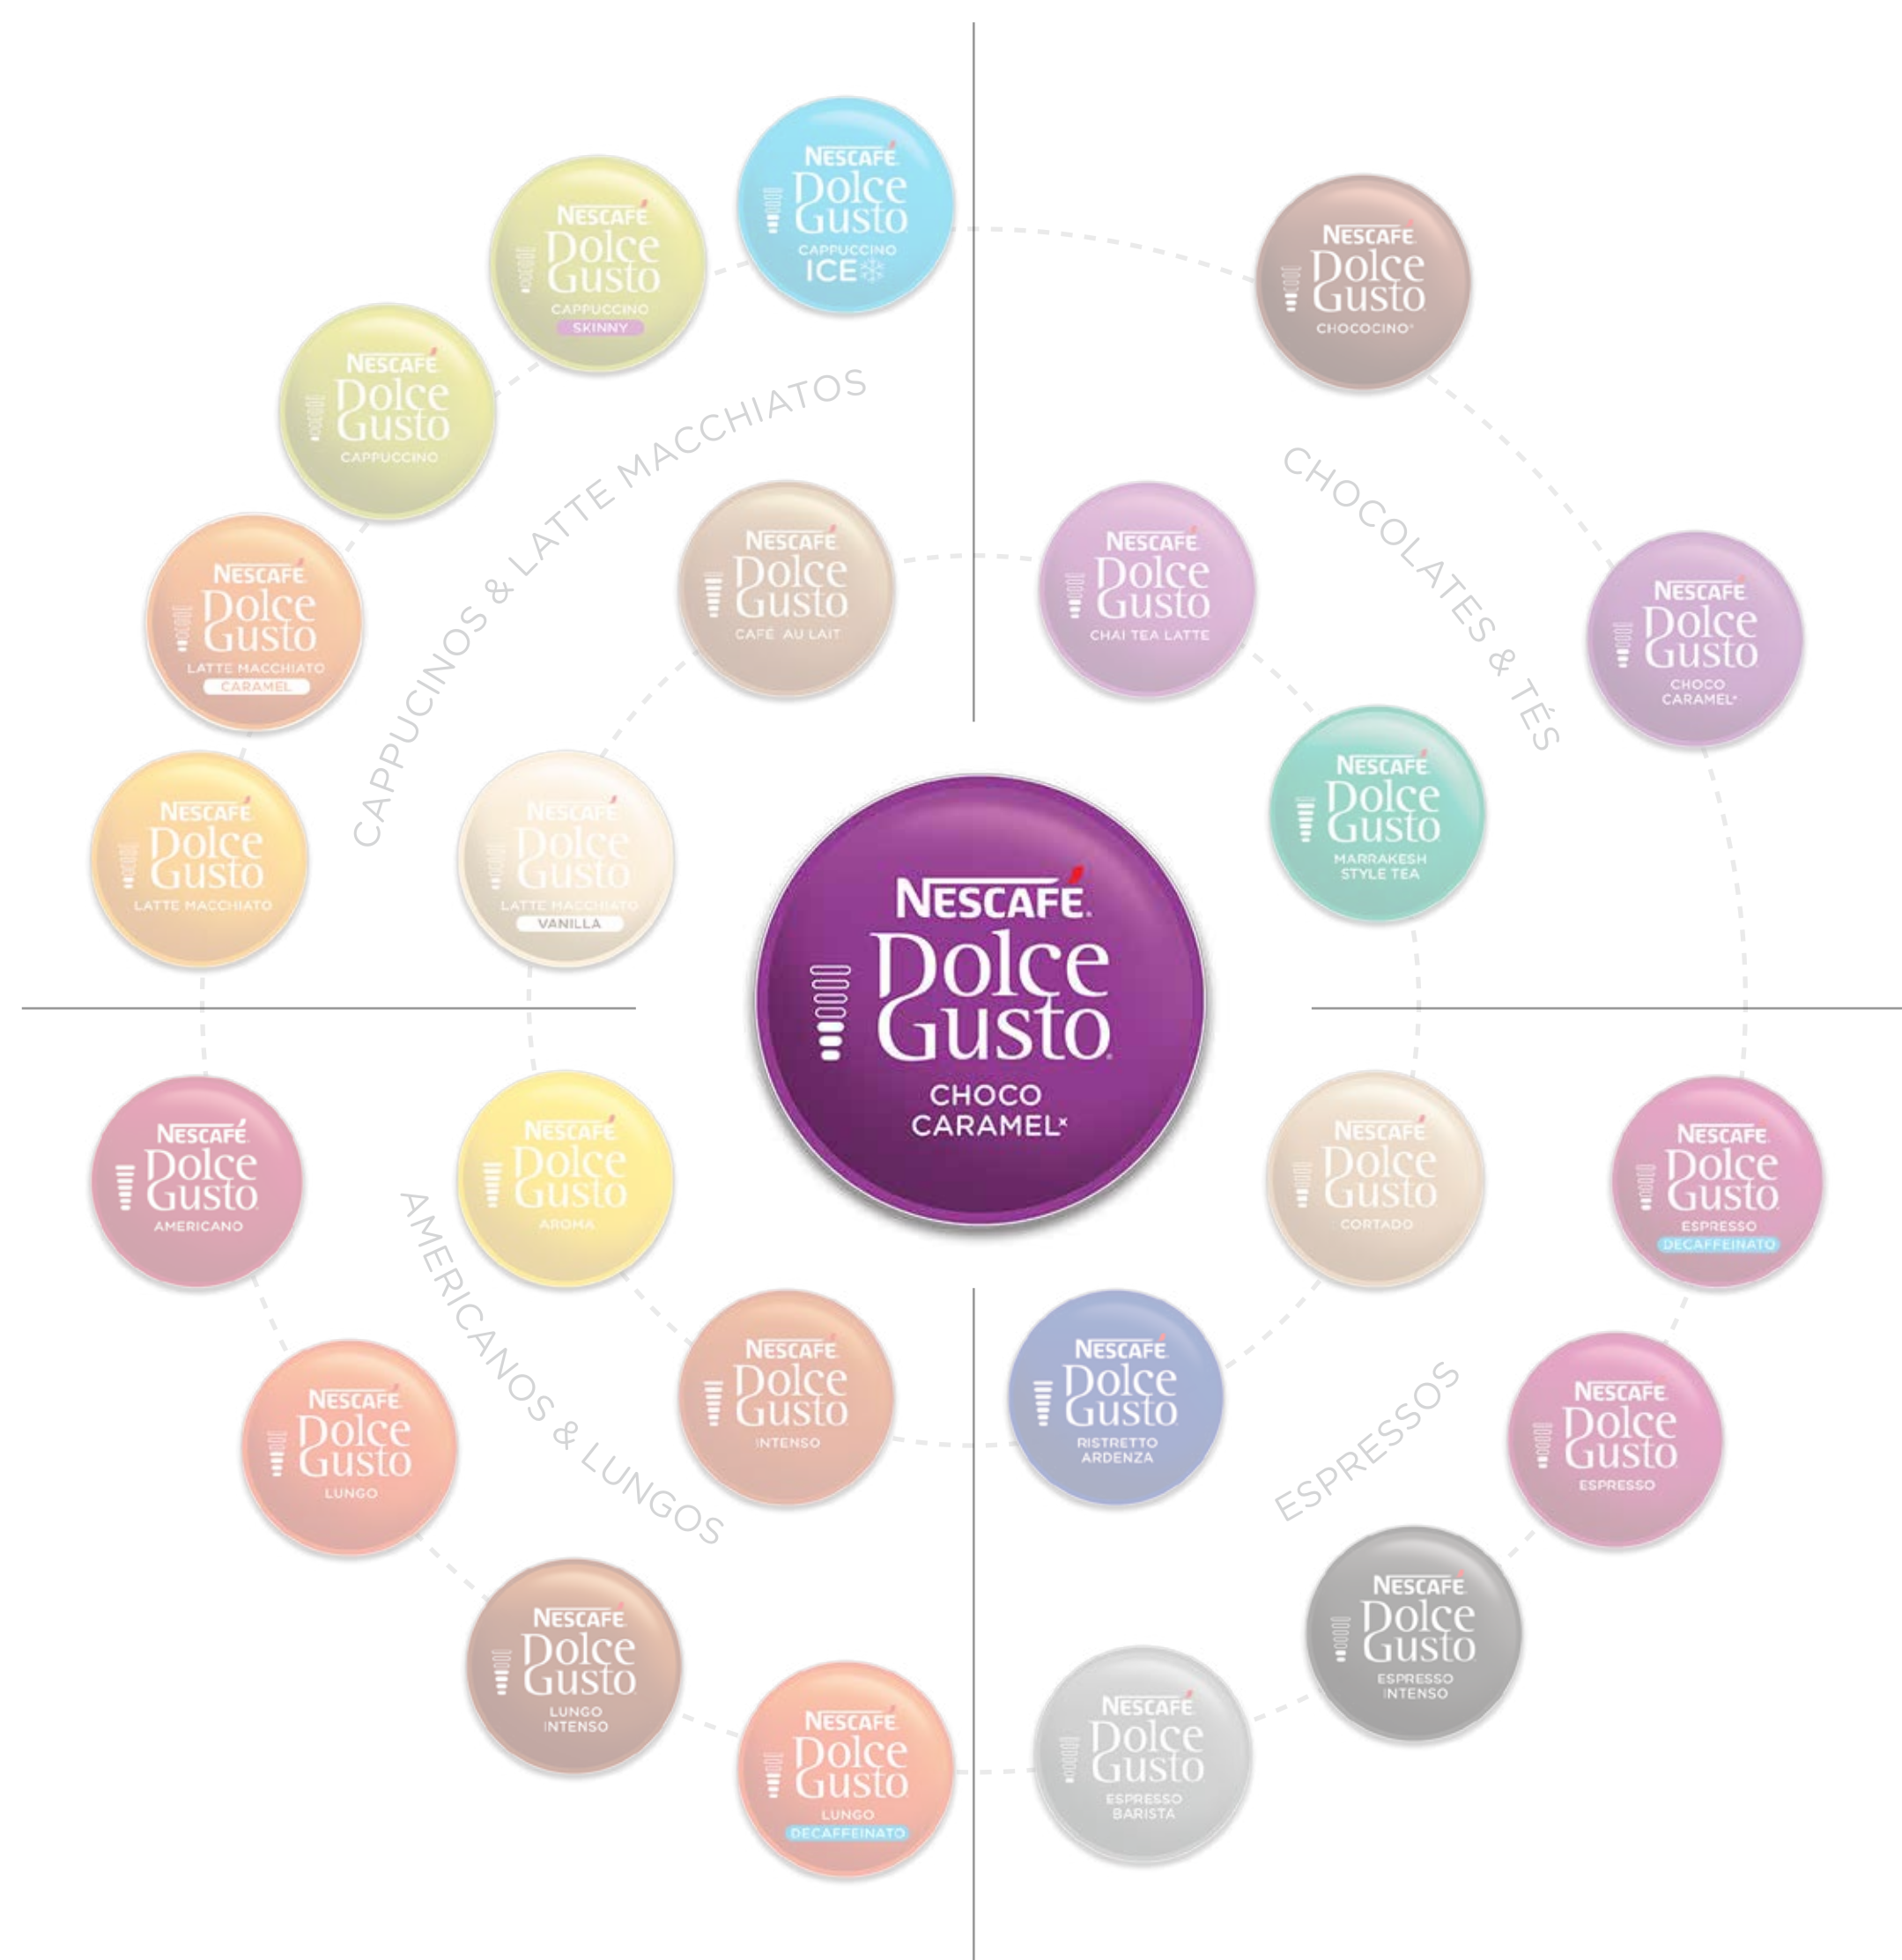 NESCAFÉ
Dolce
Gusto
CAPPUCCINO
ICE
NESCAFÉ
Dolce
Gusto
CAPPUCCINO
SKINNY
NESCAFÉ
Dolce
Gusto
CAPPUCCINO
NESCAFÉ
Dolce
Gusto
LATTE MACCHIATO
CARAMEL
NESCAFÉ
Dolce
Gusto
LATTE MACCHIATO
CAPPUCINOS & LATTE MACCHIATOS
NESCAFÉ
Dolce
Gusto
CAFÉ AU LAIT
NESCAFÉ
Dolce
Gusto
LATTE MACCHIATO
VANILLA
NESCAFÉ
Dolce
Gusto
CHOCOCINO*
NESCAFÉ
Dolce
Gusto
CHOCO
CARAMEL*
CHOCOLATES & TÉS
NESCAFÉ
Dolce
Gusto
CHAI TEA LATTE
NESCAFÉ
Dolce
Gusto
MARRAKESH
STYLE TEA
NESCAFÉ
Dolce
Gusto
CHOCO
CARAMEL*
NESCAFÉ
Dolce
Gusto
AMERICANO
NESCAFÉ
Dolce
Gusto
AROMA
NESCAFÉ
Dolce
Gusto
INTENSO
AMERICANOS & LUNGOS
NESCAFÉ
Dolce
Gusto
LUNGO
NESCAFÉ
Dolce
Gusto
LUNGO
INTENSO
NESCAFÉ
Dolce
Gusto
LUNGO
DECAFFEINATO
NESCAFÉ
Dolce
Gusto
CORTADO
NESCAFÉ
Dolce
Gusto
ESPRESSO
DECAFFEINATO
NESCAFÉ
Dolce
Gusto
RISTRETTO
ARDENZA
ESPRESSOS
NESCAFÉ
Dolce
Gusto
ESPRESSO
NESCAFÉ
Dolce
Gusto
ESPRESSO
INTENSO
NESCAFÉ
Dolce
Gusto
ESPRESSO
BARISTA